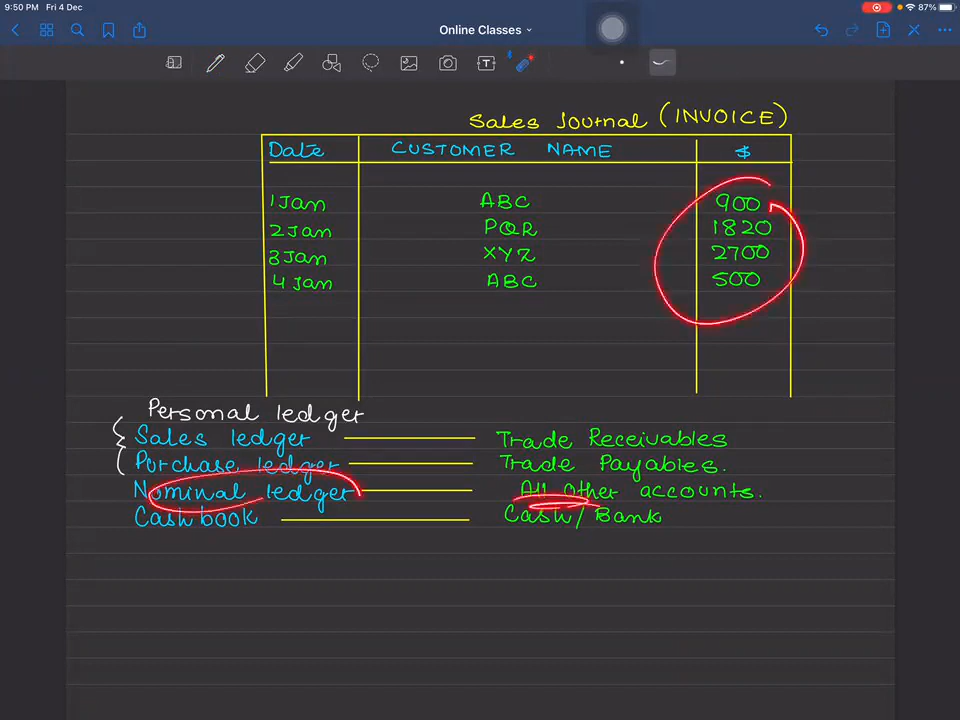 9:50 PM Fri 4 Dec 87%
Online Classes
T
Sales Journal (INVOICE)
Date CUSTOMER NAME $
1 Jan ABC 900
2 Jan PQR 1820
3 Jan XYZ 2700
4 Jan ABC 500
Personal ledger
Sales ledger Trade Receivables
Purchase ledger Trade Payables.
Nominal ledger All Other accounts.
Cash book Cash/Bank